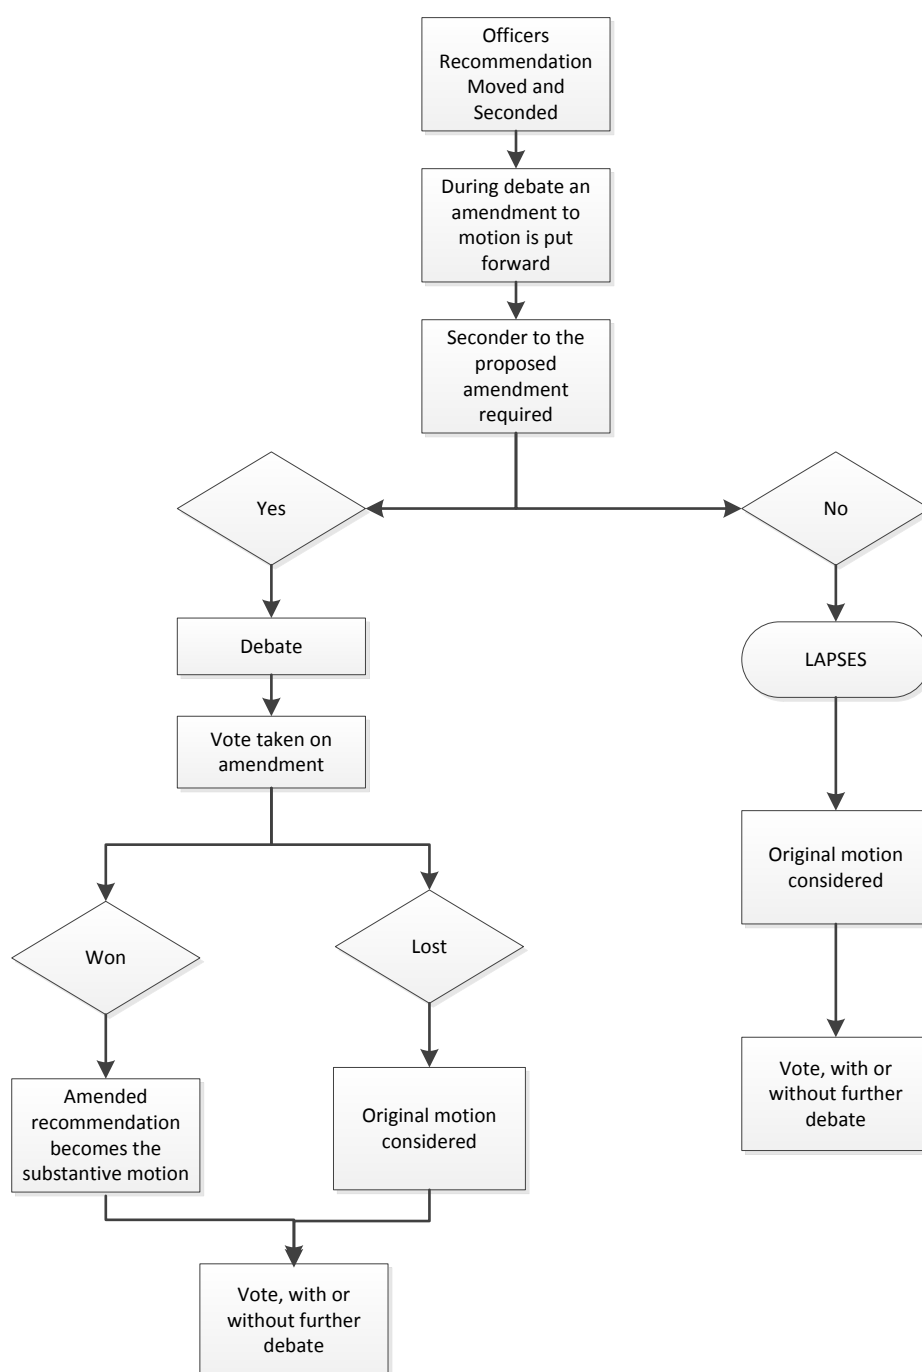 Officers
Recommendation
Moved and
Seconded
During debate an
amendment to
motion is put
forward
Seconder to the
proposed
amendment
required
Yes
No
Debate
LAPSES
Vote taken on
amendment
Original motion
considered
Won
Lost
Vote, with or
without further
debate
Amended
recommendation
becomes the
substantive motion
Original motion
considered
Vote, with or
without further
debate